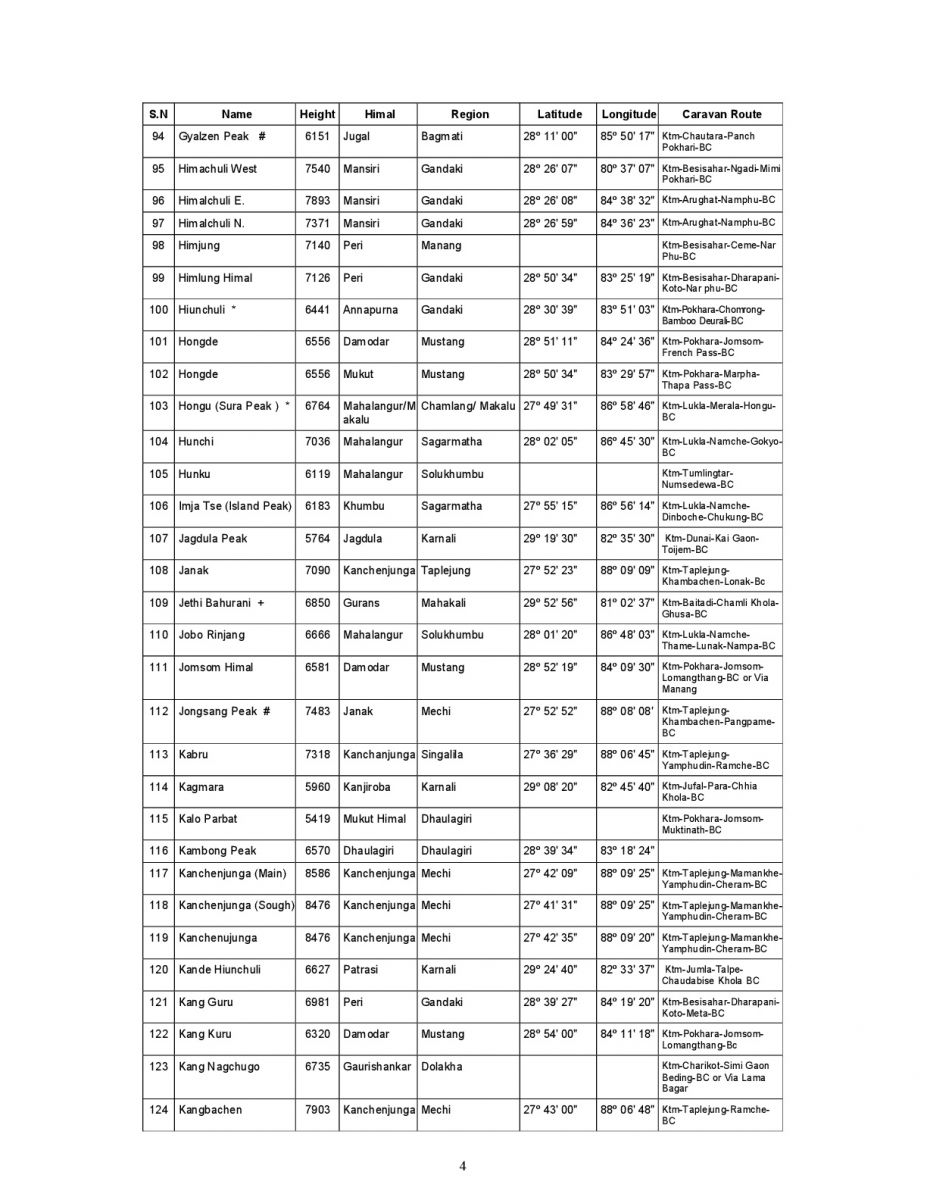 S.N Name Height Himal Region Latitude Longitude Caravan Route
94 Gyalzen Peak # 6151 Jugal Bagmati 28° 11' 00" 85° 50' 17" Ktm-Chautara-Panch
Pokhari-BC
95 Himachuli West 7540 Mansiri Gandaki 28° 26' 07" 80° 37' 07" Ktm-Besisahar-Ngadi-Mimi
Pokhari-BC
96 Himalchuli E. 7893 Mansiri Gandaki 28° 26' 08" 84° 38' 32" Ktm-Arughat-Namphu-BC
97 Himalchuli N. 7371 Mansiri Gandaki 28° 26' 59" 84° 36' 23" Ktm-Arughat-Namphu-BC
98 Himjung 7140 Peri Manang Ktm-Besisahar-Ceme-Nar
Phu-BC
99 Himlung Himal 7126 Peri Gandaki 28° 50' 34" 83° 25' 19" Ktm-Besisahar-Dharapani-
Koto-Nar phu-BC
100 Hiunchuli * 6441 Annapurna Gandaki 28° 30' 39" 83° 51' 03" Ktm-Pokhara-Chomrong-
Bamboo Deurali-BC
101 Hongde 6556 Damodar Mustang 28° 51' 11" 84° 24' 36" Ktm-Pokhara-Jomsom-
French Pass-BC
102 Hongde 6556 Mukut Mustang 28° 50' 34" 83° 29' 57" Ktm-Pokhara-Marpha-
Thapa Pass-BC
103 Hongu (Sura Peak ) * 6764 Mahalangur/M Chamlang/ Makalu 27° 49' 31" 86° 58' 46" Ktm-Lukla-Merala-Hongu-
akalu BC
104 Hunchi 7036 Mahalangur Sagarmatha 28° 02' 05" 86° 45' 30" Ktm-Lukla-Namche-Gokyo-
BC
105 Hunku 6119 Mahalangur Solukhumbu Ktm-Tumlingtar-
Numsedewa-BC
106 Imja Tse (Island Peak) 6183 Khumbu Sagarmatha 27° 55' 15" 86° 56' 14" Ktm-Lukla-Namche-
Dinboche-Chukung-BC
107 Jagdula Peak 5764 Jagdula Karnali 29° 19' 30" 82° 35' 30" Ktm-Dunai-Kai Gaon-
Toijem-BC
108 Janak 7090 Kanchenjunga Taplejung 27° 52' 23" 88° 09' 09" Ktm-Taplejung-
Khambachen-Lonak-Bc
109 Jethi Bahurani + 6850 Gurans Mahakali 29° 52' 56" 81° 02' 37" Ktm-Baitadi-Chamli Khola-
Ghusa-BC
110 Jobo Rinjang 6666 Mahalangur Solukhumbu 28° 01' 20" 86° 48' 03" Ktm-Lukla-Namche-
Thame-Lunak-Nampa-BC
111 Jomsom Himal 6581 Damodar Mustang 28° 52' 19" 84° 09' 30" Ktm-Pokhara-Jomsom-
Lomangthang-BC or Via
Manang
112 Jongsang Peak # 7483 Janak Mechi 27° 52' 52" 88° 08' 08' Ktm-Taplejung-
Khambachen-Pangpame-
BC
113 Kabru 7318 Kanchanjunga Singalila 27° 36' 29" 88° 06' 45" Ktm-Taplejung-
Yamphudin-Ramche-BC
114 Kagmara 5960 Kanjiroba Karnali 29° 08' 20" 82° 45' 40" Ktm-Jufal-Para-Chhia
Khola-BC
115 Kalo Parbat 5419 Mukut Himal Dhaulagiri Ktm-Pokhara-Jomsom-
Muktinath-BC
116 Kambong Peak 6570 Dhaulagiri Dhaulagiri 28° 39' 34" 83° 18' 24"
117 Kanchenjunga (Main) 8586 Kanchenjunga Mechi 27° 42' 09" 88° 09' 25" Ktm-Taplejung-Mamankhe-
Yamphudin-Cheram-BC
118 Kanchenjunga (Sough) 8476 Kanchenjunga Mechi 27° 41' 31" 88° 09' 25" Ktm-Taplejung-Mamankhe-
Yamphudin-Cheram-BC
119 Kanchenujunga 8476 Kanchenjunga Mechi 27° 42' 35" 88° 09' 20" Ktm-Taplejung-Mamankhe-
Yamphudin-Cheram-BC
120 Kande Hiunchuli 6627 Patrasi Karnali 29° 24' 40" 82° 33' 37" Ktm-Jumla-Talpe-
Chaudabise Khola BC
121 Kang Guru 6981 Peri Gandaki 28° 39' 27" 84° 19' 20" Ktm-Besisahar-Dharapani-
Koto-Meta-BC
122 Kang Kuru 6320 Damodar Mustang 28° 54' 00" 84° 11' 18" Ktm-Pokhara-Jomsom-
Lomangthang-Bc
123 Kang Nagchugo 6735 Gaurishankar Dolakha Ktm-Charikot-Simi Gaon
Beding-BC or Via Lama
Bagar
124 Kangbachen 7903 Kanchenjunga Mechi 27° 43' 00" 88° 06' 48" Ktm-Taplejung-Ramche-
BC
4